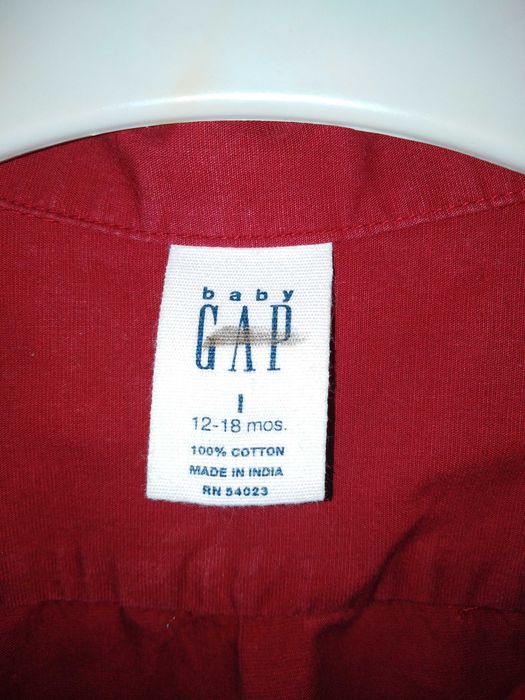 baby
GAP
I
12-18 mos.
100% COTTON
MADE IN INDIA
RN 54023